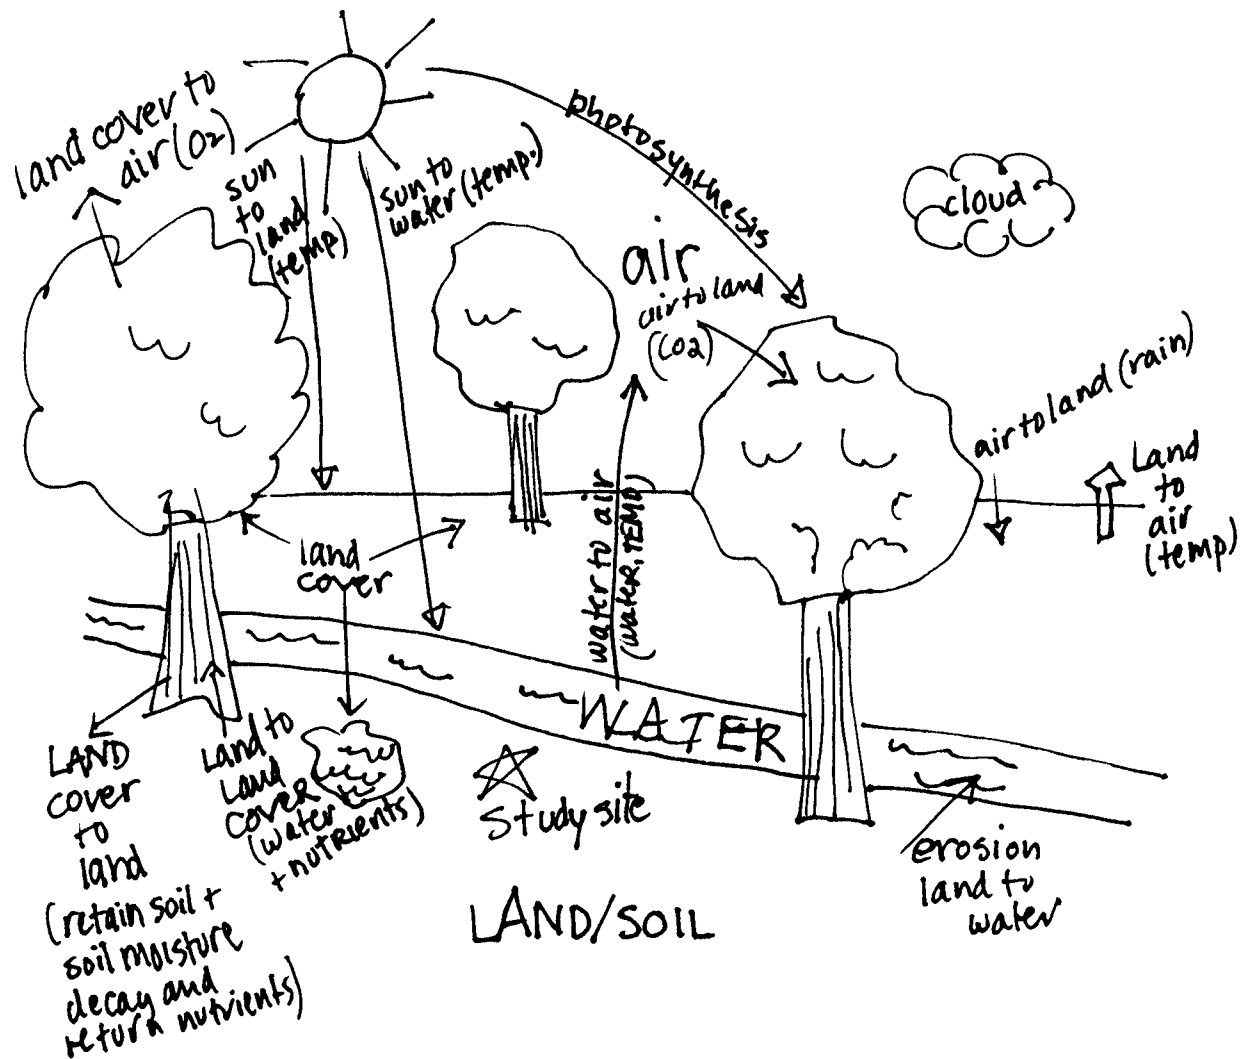 land cover to
air (O2)
sun
to
land
(temp)
sun to
water (temp.)
photosynthesis
cloud
air
air to land
(CO2)
air to land (rain)
Land
to
air
(temp)
land
cover
water to air
(WATER, TEMP)
WATER
LAND
cover
to
land
(retain soil +
soil moisture
decay and
return nutrients)
Land to
Land
COVER
(water
+ nutrients)
Study site
erosion
land to
water
LAND/SOIL